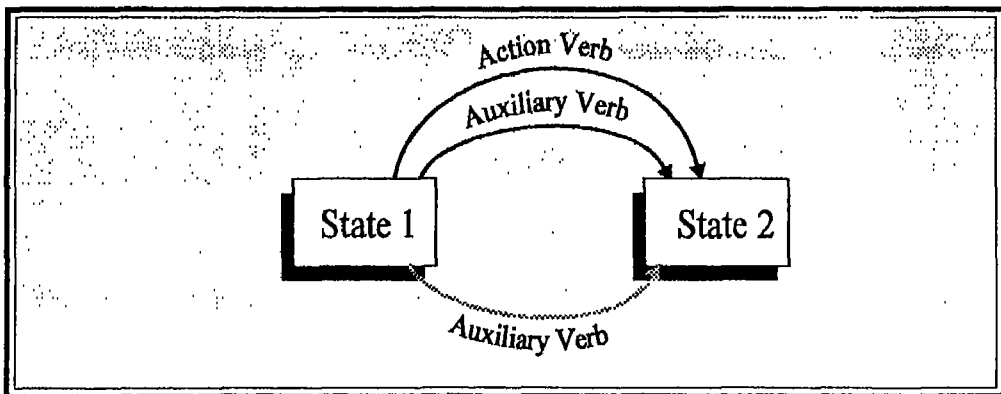 Action Verb
Auxiliary Verb
State 1
State 2
Auxiliary Verb